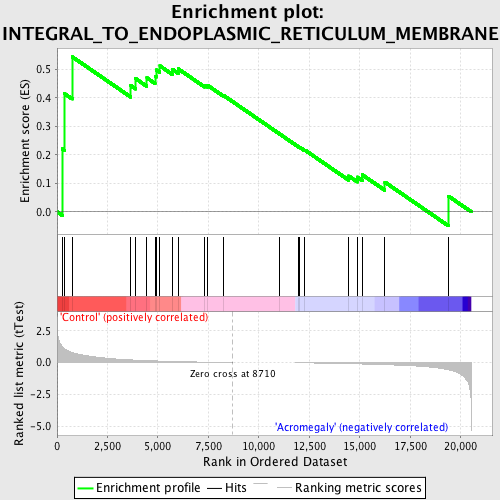 Enrichment plot:
INTEGRAL_TO_ENDOPLASMIC_RETICULUM_MEMBRANE
Enrichment score (ES)
0.5
0.4
0.3
0.2
0.1
0.0
Ranked list metric (tTest)
'Control' (positively correlated)
2.5
0.0
-2.5
-5.0
Zero cross at 8710
'Acromegaly' (negatively correlated)
0 2,500 5,000 7,500 10,000 12,500 15,000 17,500 20,000
Rank in Ordered Dataset
Enrichment profile Hits Ranking metric scores